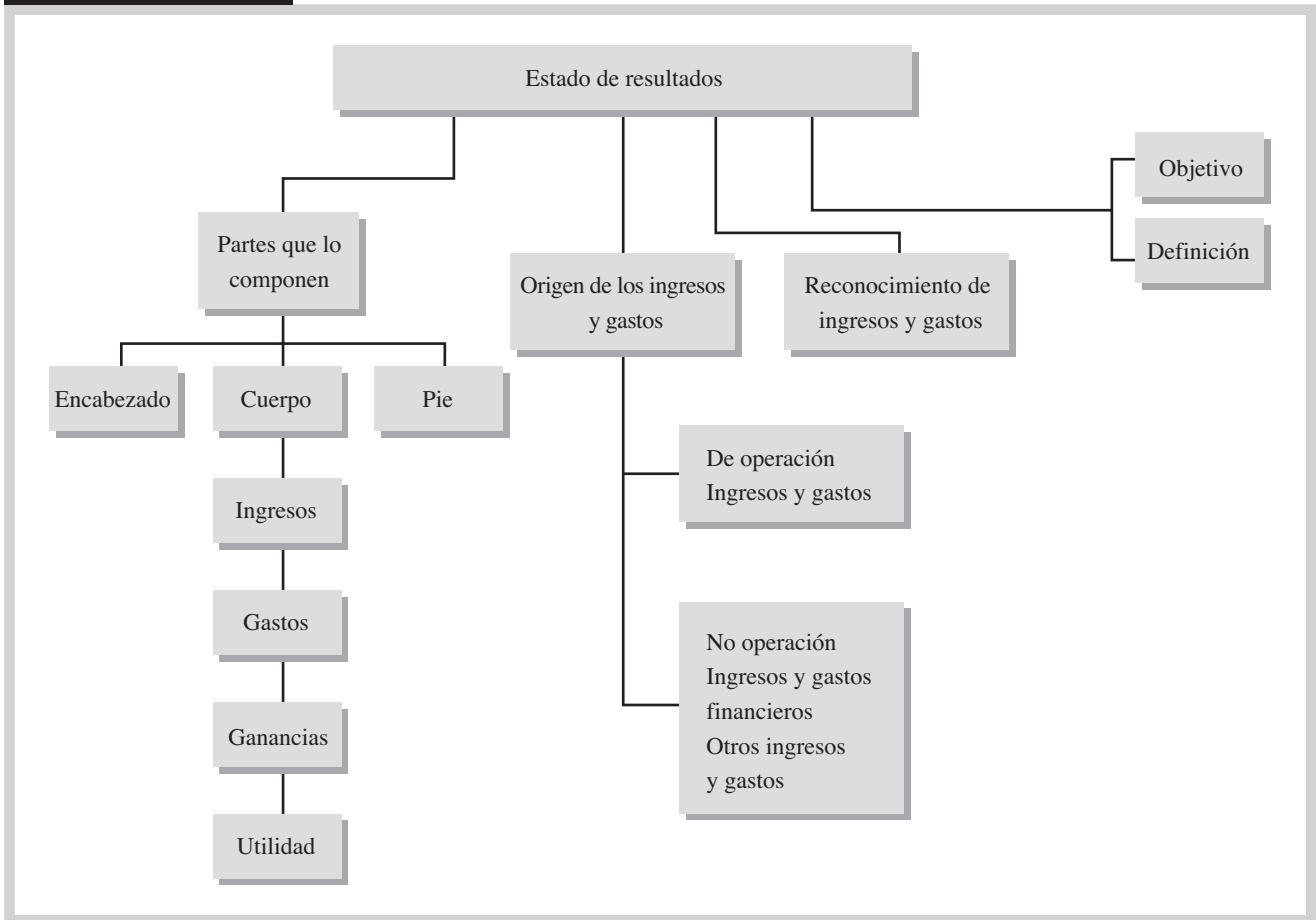 Estado de resultados
Objetivo
Definición
Partes que lo
componen
Origen de los ingresos
y gastos
Reconocimiento de
ingresos y gastos
Encabezado
Cuerpo
Pie
De operación
Ingresos y gastos
Ingresos
Gastos
No operación
Ingresos y gastos
financieros
Otros ingresos
y gastos
Ganancias
Utilidad